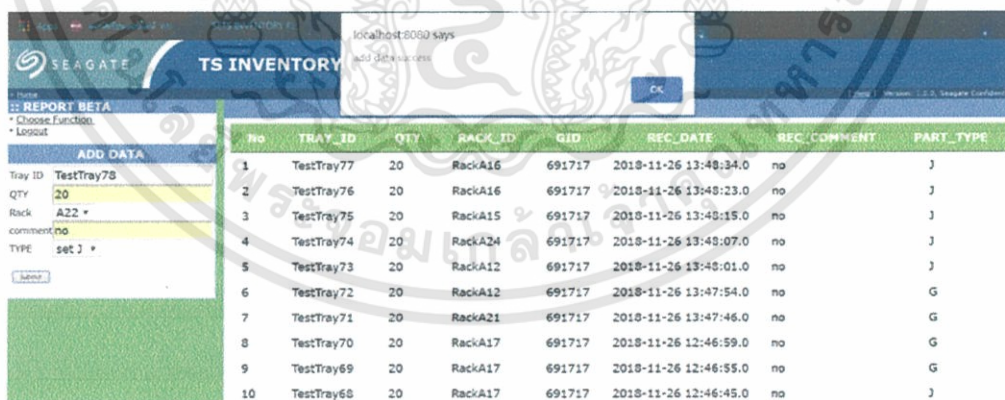 Apps
TS INVENTORY
localhost:8080 says
add data success
OK
SEAGATE
TS INVENTORY
Home
:: REPORT BETA
Choose Function
Logout
ADD DATA
Tray ID TestTray78
QTY 20
Rack A22
comment no
TYPE set J
Submit
No TRAY_ID QTY RACK_ID GID REC_DATE REC_COMMENT PART_TYPE
1 TestTray77 20 RackA16 691717 2018-11-26 13:48:34.0 no J
2 TestTray76 20 RackA16 691717 2018-11-26 13:48:23.0 no J
3 TestTray75 20 RackA15 691717 2018-11-26 13:48:15.0 no J
4 TestTray74 20 RackA24 691717 2018-11-26 13:48:07.0 no J
5 TestTray73 20 RackA12 691717 2018-11-26 13:48:01.0 no J
6 TestTray72 20 RackA12 691717 2018-11-26 13:47:54.0 no G
7 TestTray71 20 RackA21 691717 2018-11-26 13:47:46.0 no G
8 TestTray70 20 RackA17 691717 2018-11-26 12:46:59.0 no G
9 TestTray69 20 RackA17 691717 2018-11-26 12:46:55.0 no G
10 TestTray68 20 RackA17 691717 2018-11-26 12:46:45.0 no J